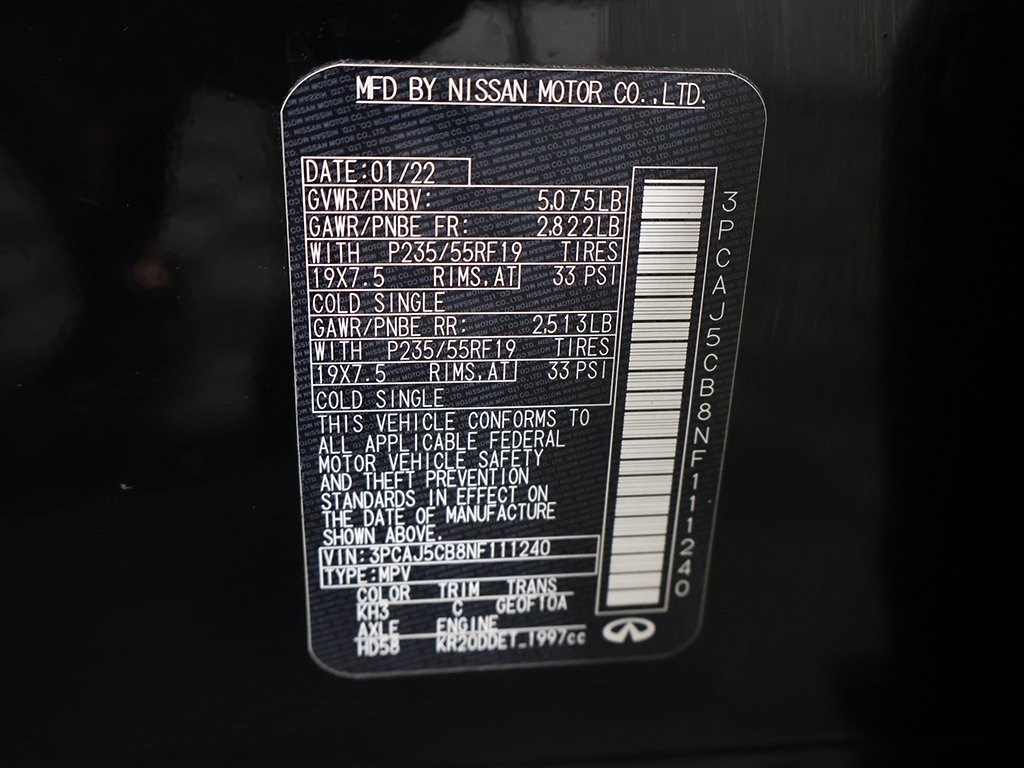 MFD BY NISSAN MOTOR CO.,LTD.
DATE:01/22
GVWR/PNBV: 5,075LB
GAWR/PNBE FR: 2,822LB
WITH P235/55RF19 TIRES
19X7.5 RIMS,AT 33 PSI
COLD SINGLE
GAWR/PNBE RR: 2,513LB
WITH P235/55RF19 TIRES
19X7.5 RIMS,AT 33 PSI
COLD SINGLE
THIS VEHICLE CONFORMS TO
ALL APPLICABLE FEDERAL
MOTOR VEHICLE SAFETY
AND THEFT PREVENTION
STANDARDS IN EFFECT ON
THE DATE OF MANUFACTURE
SHOWN ABOVE.
VIN:3PCAJ5CB8NF111240
TYPE:MPV
COLOR TRIM TRANS
KH3 C GE0F10A
AXLE ENGINE
HD58 KR20DDET_1997cc
3PCAJ5CB8NF111240